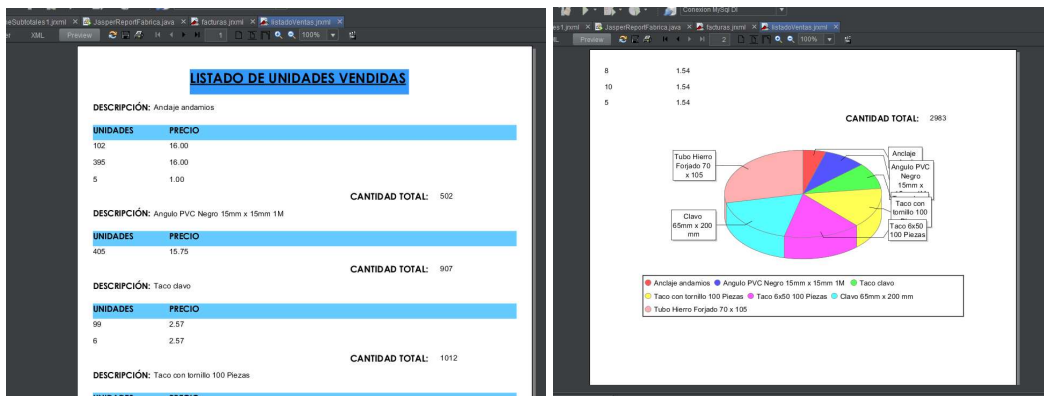 eSubtotales1.jrxml × JasperReportFabrica.java × facturas.jrxml × listadoVentas.jrxml ×
er XML Preview 1 100%
LISTADO DE UNIDADES VENDIDAS
DESCRIPCIÓN: Anclaje andamios
UNIDADES PRECIO
102 16.00
395 16.00
5 1.00
CANTIDAD TOTAL: 502
DESCRIPCIÓN: Angulo PVC Negro 15mm x 15mm 1M
UNIDADES PRECIO
405 15.75
CANTIDAD TOTAL: 907
DESCRIPCIÓN: Taco clavo
UNIDADES PRECIO
99 2.57
6 2.57
CANTIDAD TOTAL: 1012
DESCRIPCIÓN: Taco con tornillo 100 Piezas
UNIDADES PRECIO
Conexion MySql DI
es1.jrxml × JasperReportFabrica.java × facturas.jrxml × listadoVentas.jrxml ×
Preview 2 100%
8 1.54
10 1.54
5 1.54
CANTIDAD TOTAL: 2983
Tubo Hierro
Forjado 70
x 105
Anclaje
Angulo PVC
Negro
15mm x
Taco con
tornillo 100
Taco 6x50
100 Piezas
Clavo
65mm x 200
mm
Anclaje andamios Angulo PVC Negro 15mm x 15mm 1M Taco clavo
Taco con tornillo 100 Piezas Taco 6x50 100 Piezas Clavo 65mm x 200 mm
Tubo Hierro Forjado 70 x 105